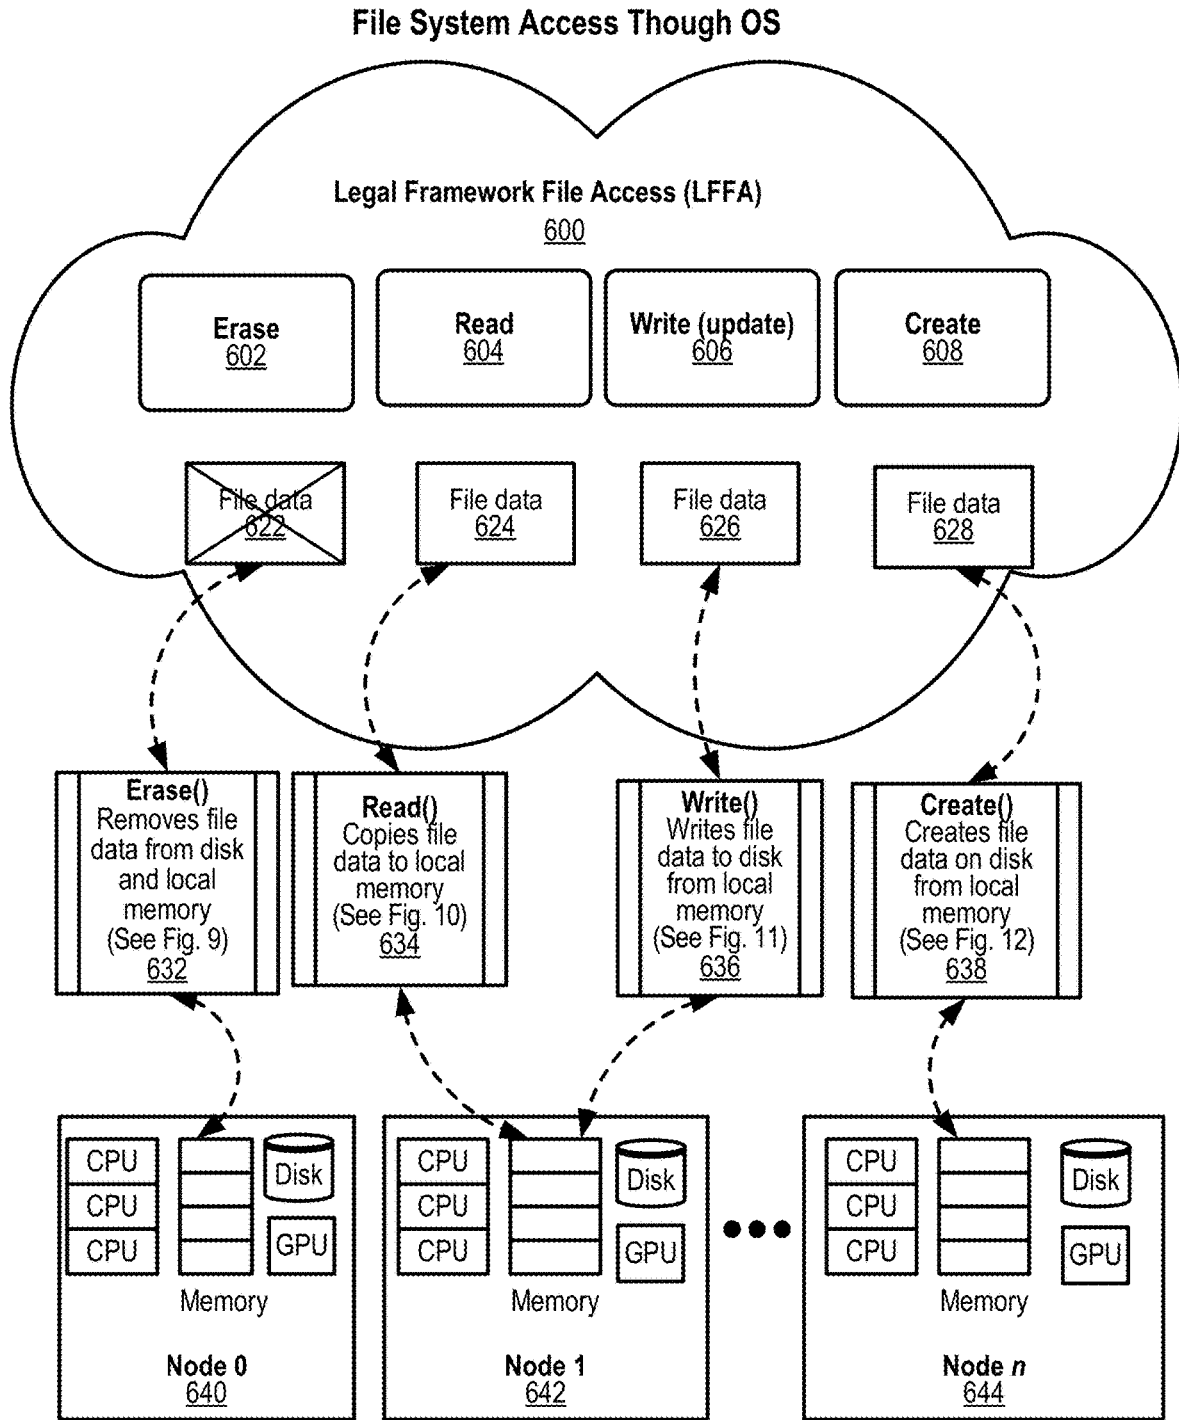 File System Access Though OS
Legal Framework File Access (LFFA)
600
Erase
602
Read
604
Write (update)
606
Create
608
File data
622
File data
624
File data
626
File data
628
Erase()
Removes file
data from disk
and local
memory
(See Fig. 9)
632
Read()
Copies file
data to local
memory
(See Fig. 10)
634
Write()
Writes file
data to disk
from local
memory
(See Fig. 11)
636
Create()
Creates file
data on disk
from local
memory
(See Fig. 12)
638
CPU
CPU
CPU
Disk
GPU
Memory
Node 0
640
CPU
CPU
CPU
Disk
GPU
Memory
Node 1
642
CPU
CPU
CPU
Disk
GPU
Memory
Node n
644